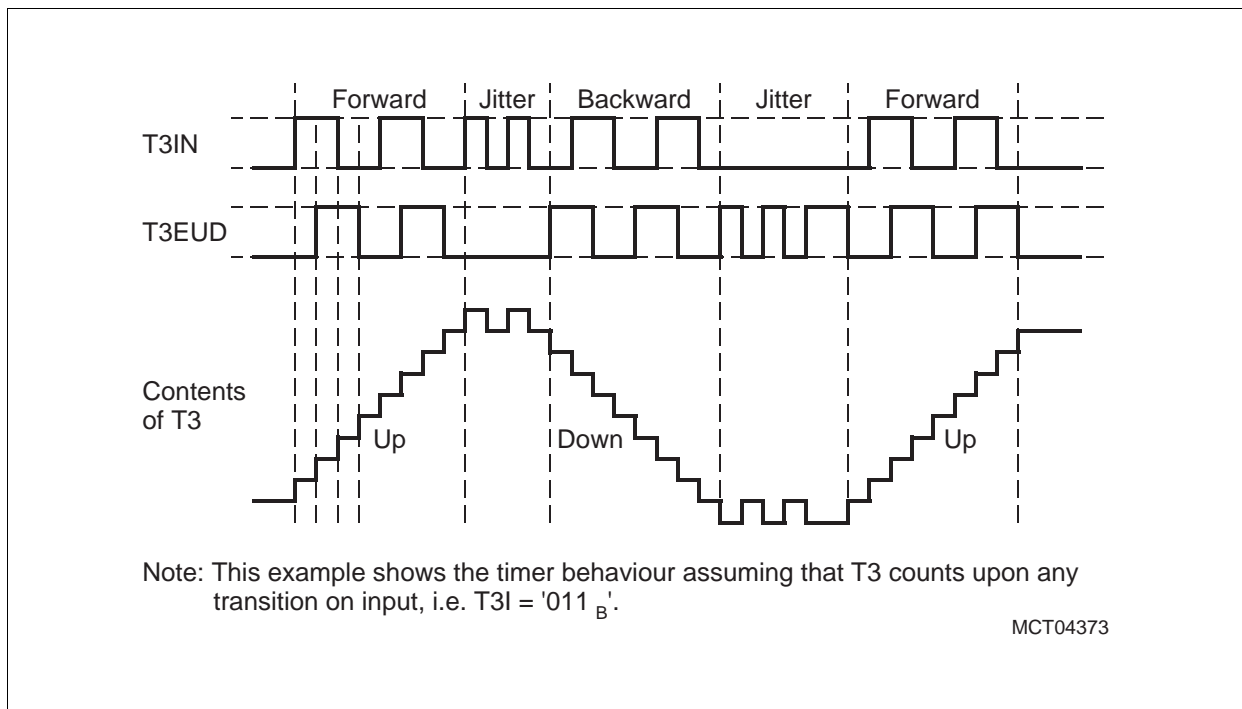 Forward Jitter Backward Jitter Forward
T3IN
T3EUD
Contents
of T3
Up Down Up
Note: This example shows the timer behaviour assuming that T3 counts upon any
transition on input, i.e. T3I = '011 B'.
MCT04373